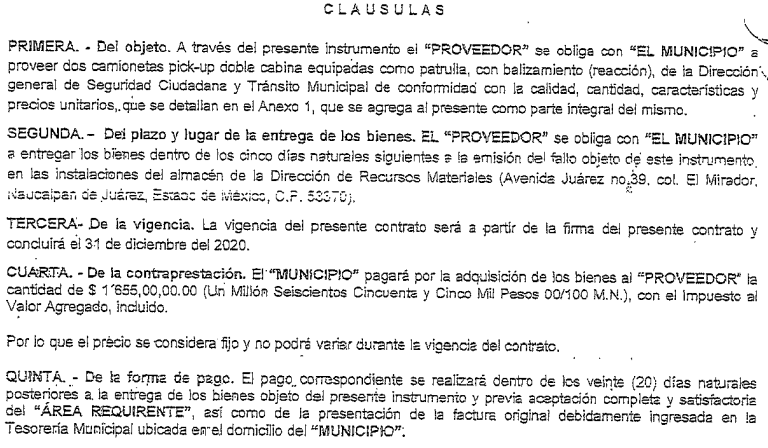 CLAUSULAS
PRIMERA. - Del objeto. A través del presente instrumento el "PROVEEDOR" se obliga con "EL MUNICIPIO" a
proveer dos camionetas pick-up doble cabina equipadas como patrulla, con balizamiento (reacción), de la Dirección
general de Seguridad Ciudadana y Tránsito Municipal de conformidad con la calidad, cantidad, características y
precios unitarios, que se detallan en el Anexo 1, que se agrega al presente como parte integral del mismo.
SEGUNDA. - Del plazo y lugar de la entrega de los bienes. EL "PROVEEDOR" se obliga con "EL MUNICIPIO"
a entregar los bienes dentro de los cinco días naturales siguientes a la emisión del fallo objeto de este instrumento,
en las instalaciones del almacén de la Dirección de Recursos Materiales (Avenida Juárez no.39, col. El Mirador,
Naucalpan de Juárez, Estado de México, C.P. 53370).
TERCERA- De la vigencia. La vigencia del presente contrato será a partir de la firma del presente contrato y
concluirá el 31 de diciembre del 2020.
CUARTA. - De la contraprestación. El "MUNICIPIO" pagará por la adquisición de los bienes al "PROVEEDOR" la
cantidad de $ 1'655,00,00.00 (Un Millón Seiscientos Cincuenta y Cinco Mil Pesos 00/100 M.N.), con el Impuesto al
Valor Agregado, incluido.
Por lo que el precio se considera fijo y no podrá variar durante la vigencia del contrato.
QUINTA. - De la forma de pago. El pago correspondiente se realizará dentro de los veinte (20) días naturales
posteriores a la entrega de los bienes objeto del presente instrumento y previa aceptación completa y satisfactoria
del "ÁREA REQUIRENTE", así como de la presentación de la factura original debidamente ingresada en la
Tesorería Municipal ubicada en el domicilio del "MUNICIPIO".